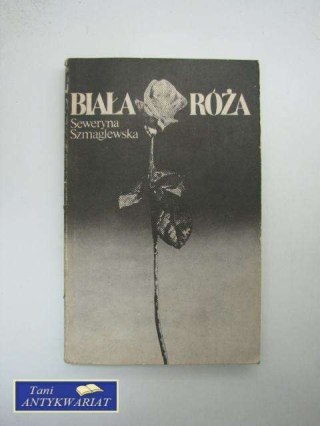 BIAŁA RÓŻA
Seweryna
Szmaglewska
Tani
ANTYKWARIAT